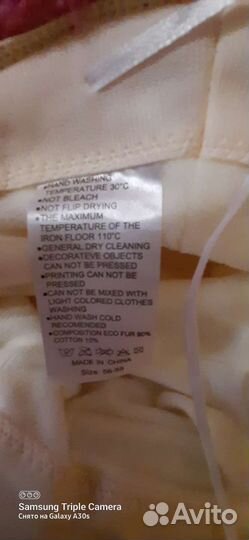 •HAND WASHING
TEMPERATURE 30°C
•NOT BLEACH
•NOT FLIP DRYING
•THE MAXIMUM
TEMPERATURE OF THE
IRON FLOOR 110°C
•GENERAL DRY CLEANING
•DECORATEVE OBJECTS
CAN NOT BE PRESSED
•PRINTING CAN NOT BE
PRESSED
•CAN NOT BE MIXED WITH
LIGHT COLORED CLOTHES
WASHING
•HAND WASH COLD
RECOMENDED
•COMPOSITION ECO FUR
COTTON
MADE IN CHINA
Size:
Samsung Triple Camera
Снято на Galaxy A30s
Avito